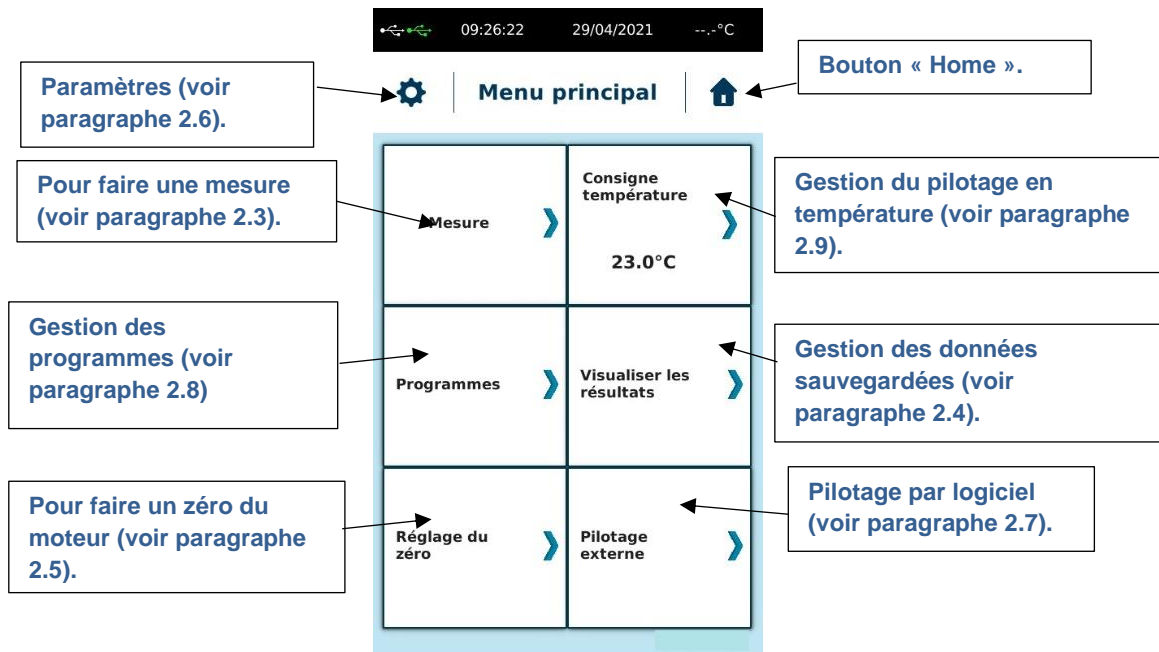 09:26:22 29/04/2021 --.-°C
Paramètres (voir
paragraphe 2.6).
Menu principal
Bouton « Home ».
Pour faire une mesure
(voir paragraphe 2.3).
Mesure
Consigne
température
23.0°C
Gestion du pilotage en
température (voir paragraphe
2.9).
Gestion des
programmes (voir
paragraphe 2.8)
Programmes
Visualiser les
résultats
Gestion des données
sauvegardées (voir
paragraphe 2.4).
Pour faire un zéro du
moteur (voir paragraphe
2.5).
Réglage du
zéro
Pilotage
externe
Pilotage par logiciel
(voir paragraphe 2.7).